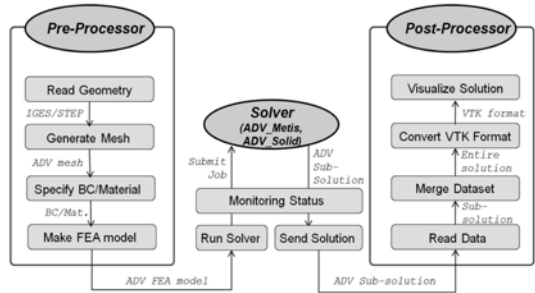 Pre-Processor
Read Geometry
IGES/STEP
Generate Mesh
ADV mesh
Specify BC/Material
BC/Mat.
Make FEA model
ADV FEA model
Solver
(ADV_Metis,
ADV_Solid)
Submit
Job
ADV
Sub-
Solution
Monitoring Status
Run Solver
Send Solution
ADV Sub-solution
Post-Processor
Visualize Solution
VTK format
Convert VTK Format
Entire
solution
Merge Dataset
Sub-
solution
Read Data